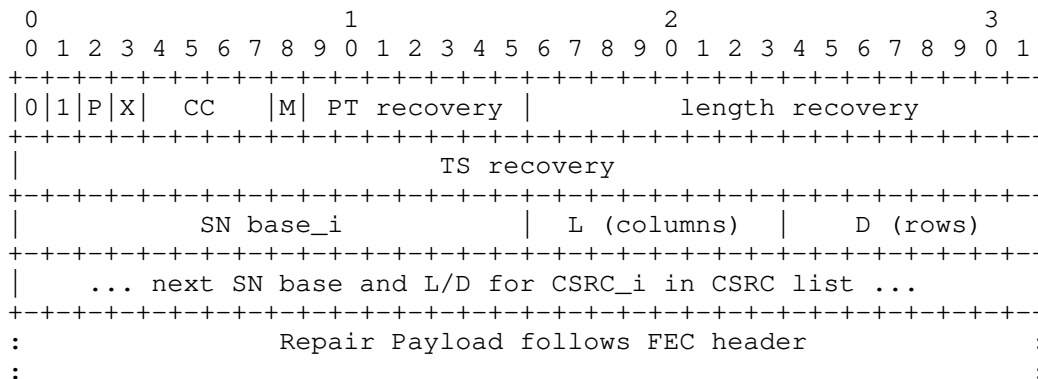 0                   1                   2                   3
 0 1 2 3 4 5 6 7 8 9 0 1 2 3 4 5 6 7 8 9 0 1 2 3 4 5 6 7 8 9 0 1
+-+-+-+-+-+-+-+-+-+-+-+-+-+-+-+-+-+-+-+-+-+-+-+-+-+-+-+-+-+-+-+--
|0|1|P|X|  CC   |M| PT recovery |         length recovery
+-+-+-+-+-+-+-+-+-+-+-+-+-+-+-+-+-+-+-+-+-+-+-+-+-+-+-+-+-+-+-+--
|                          TS recovery
+-+-+-+-+-+-+-+-+-+-+-+-+-+-+-+-+-+-+-+-+-+-+-+-+-+-+-+-+-+-+-+--
|           SN base_i           |  L (columns)  |    D (rows)
+-+-+-+-+-+-+-+-+-+-+-+-+-+-+-+-+-+-+-+-+-+-+-+-+-+-+-+-+-+-+-+--
|    ... next SN base and L/D for CSRC_i in CSRC list ...
+-+-+-+-+-+-+-+-+-+-+-+-+-+-+-+-+-+-+-+-+-+-+-+-+-+-+-+-+-+-+-+--
:                Repair Payload follows FEC header              :
:                                                               :